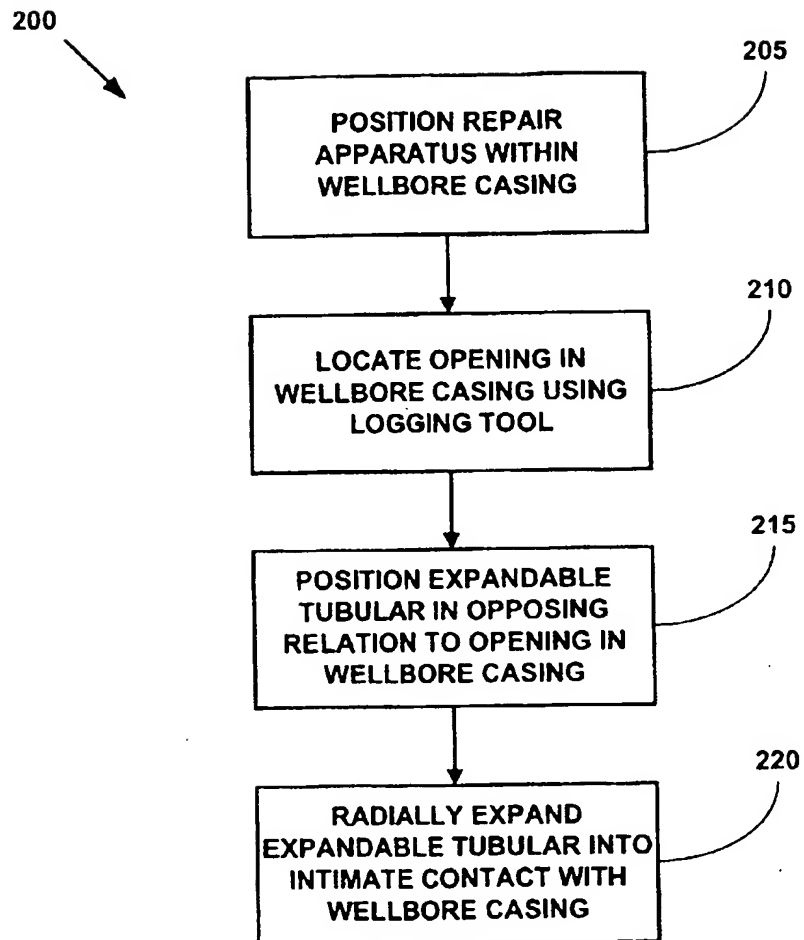 200
205
POSITION REPAIR
APPARATUS WITHIN
WELLBORE CASING
210
LOCATE OPENING IN
WELLBORE CASING USING
LOGGING TOOL
215
POSITION EXPANDABLE
TUBULAR IN OPPOSING
RELATION TO OPENING IN
WELLBORE CASING
220
RADIALLY EXPAND
EXPANDABLE TUBULAR INTO
INTIMATE CONTACT WITH
WELLBORE CASING